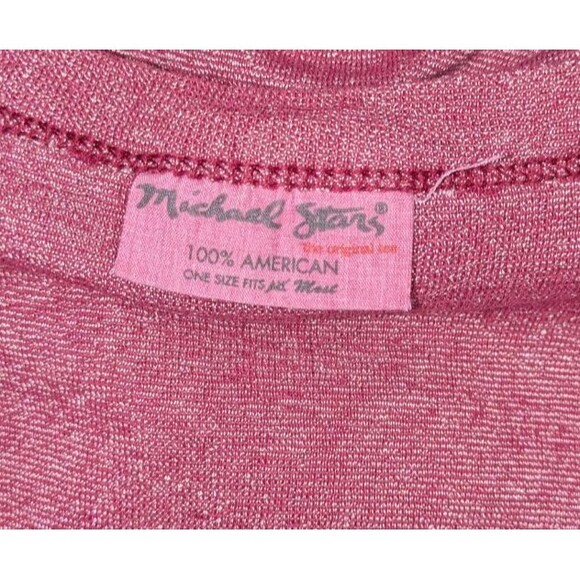 Michael Stars®
the original tee
100% AMERICAN
ONE SIZE FITS ALL Most